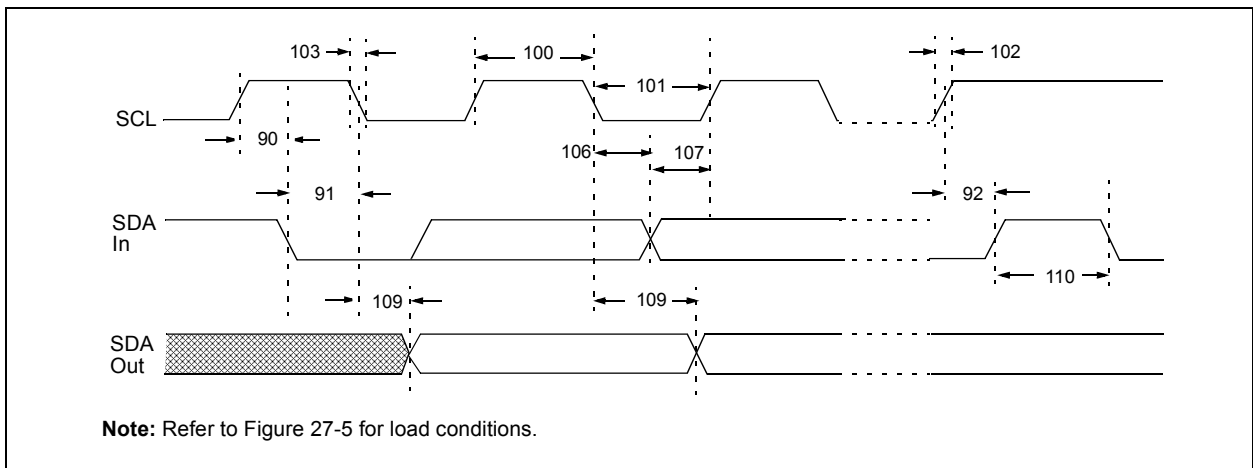 103
100
102
101
SCL
90
106
107
91
92
SDA
In
109
109
110
SDA
Out
Note: Refer to Figure 27-5 for load conditions.